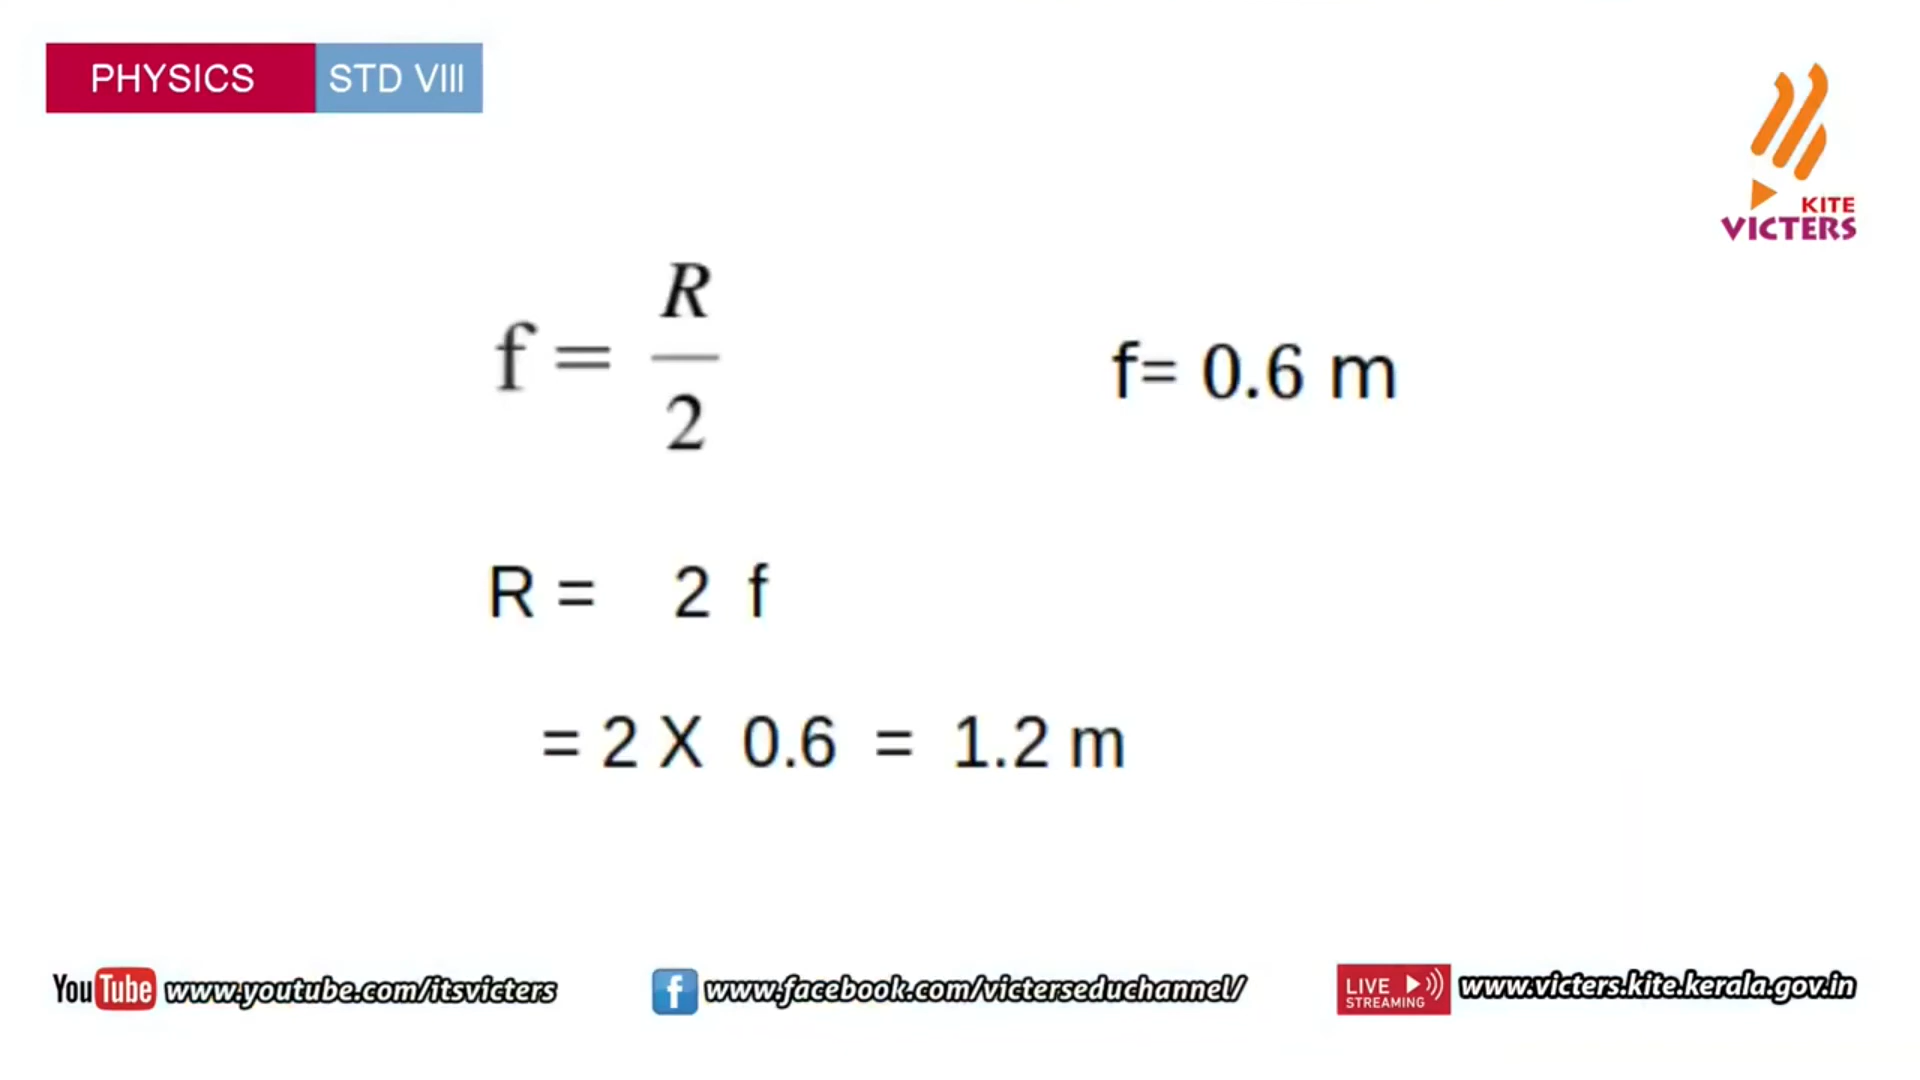 PHYSICS STD VIII
KITE
VICTERS
f = R/2
f= 0.6 m
R = 2 f
= 2 X 0.6 = 1.2 m
YouTube www.youtube.com/itsvicters
f www.facebook.com/victerseduchannel/
LIVE STREAMING www.victers.kite.kerala.gov.in